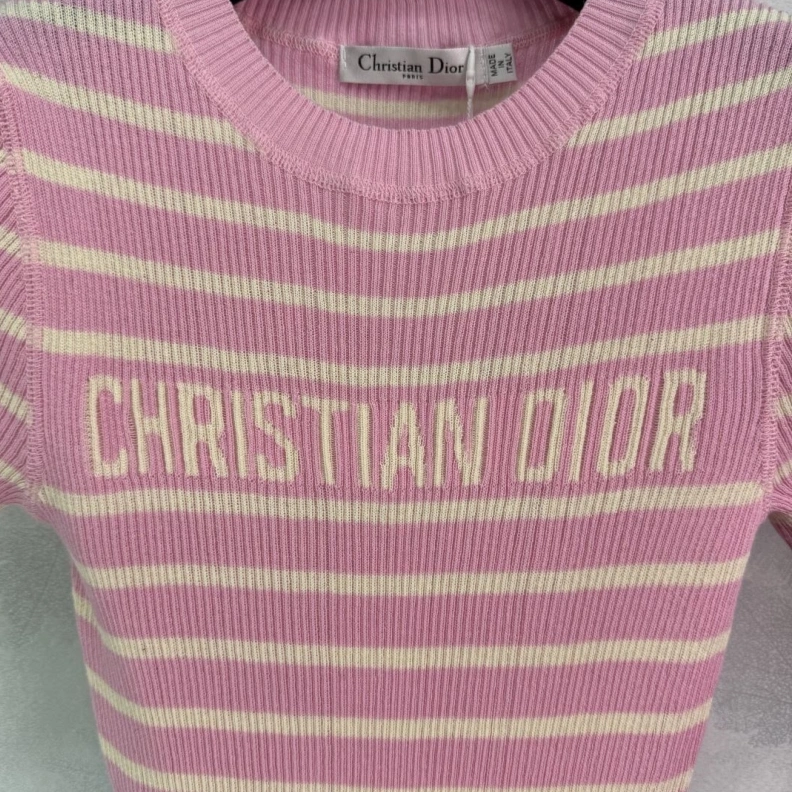 Christian Dior
PARIS
MADE
IN
ITALY
CHRISTIAN DIOR